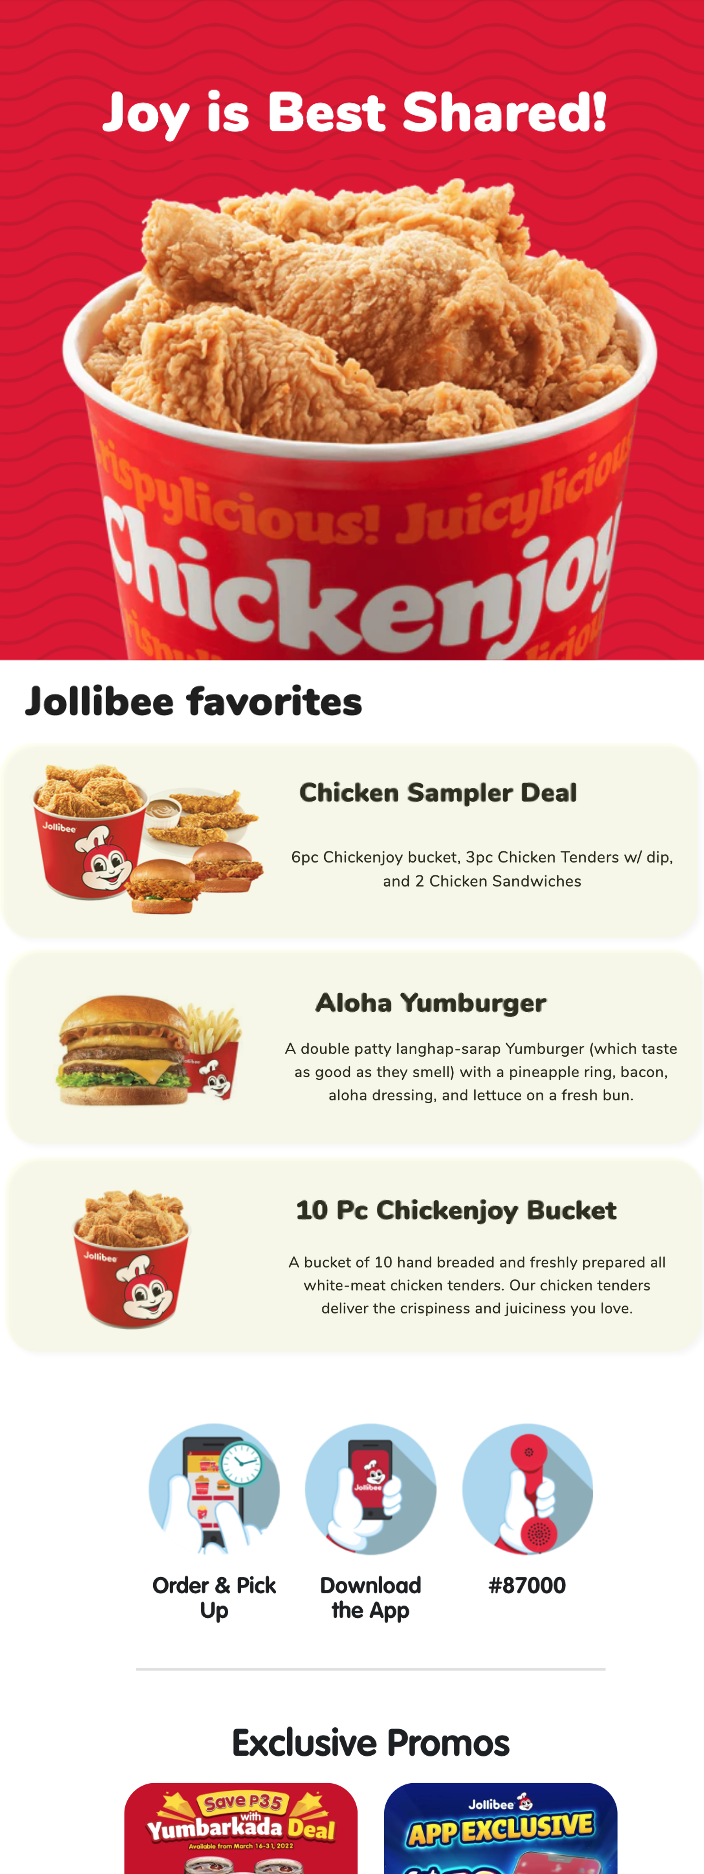 Joy is Best Shared!
Crispylicious! Juicylicious
Chickenjoy
Jollibee favorites
Jollibee
Chicken Sampler Deal
6pc Chickenjoy bucket, 3pc Chicken Tenders w/ dip,
and 2 Chicken Sandwiches
Aloha Yumburger
A double patty langhap-sarap Yumburger (which taste
as good as they smell) with a pineapple ring, bacon,
aloha dressing, and lettuce on a fresh bun.
Jollibee
10 Pc Chickenjoy Bucket
A bucket of 10 hand breaded and freshly prepared all
white-meat chicken tenders. Our chicken tenders
deliver the crispiness and juiciness you love.
Jollibee
Order & Pick
Up
Download
the App
#87000
Exclusive Promos
Save P35
with
Yumbarkada Deal
Available from March 16-31, 2022
Jollibee
APP EXCLUSIVE